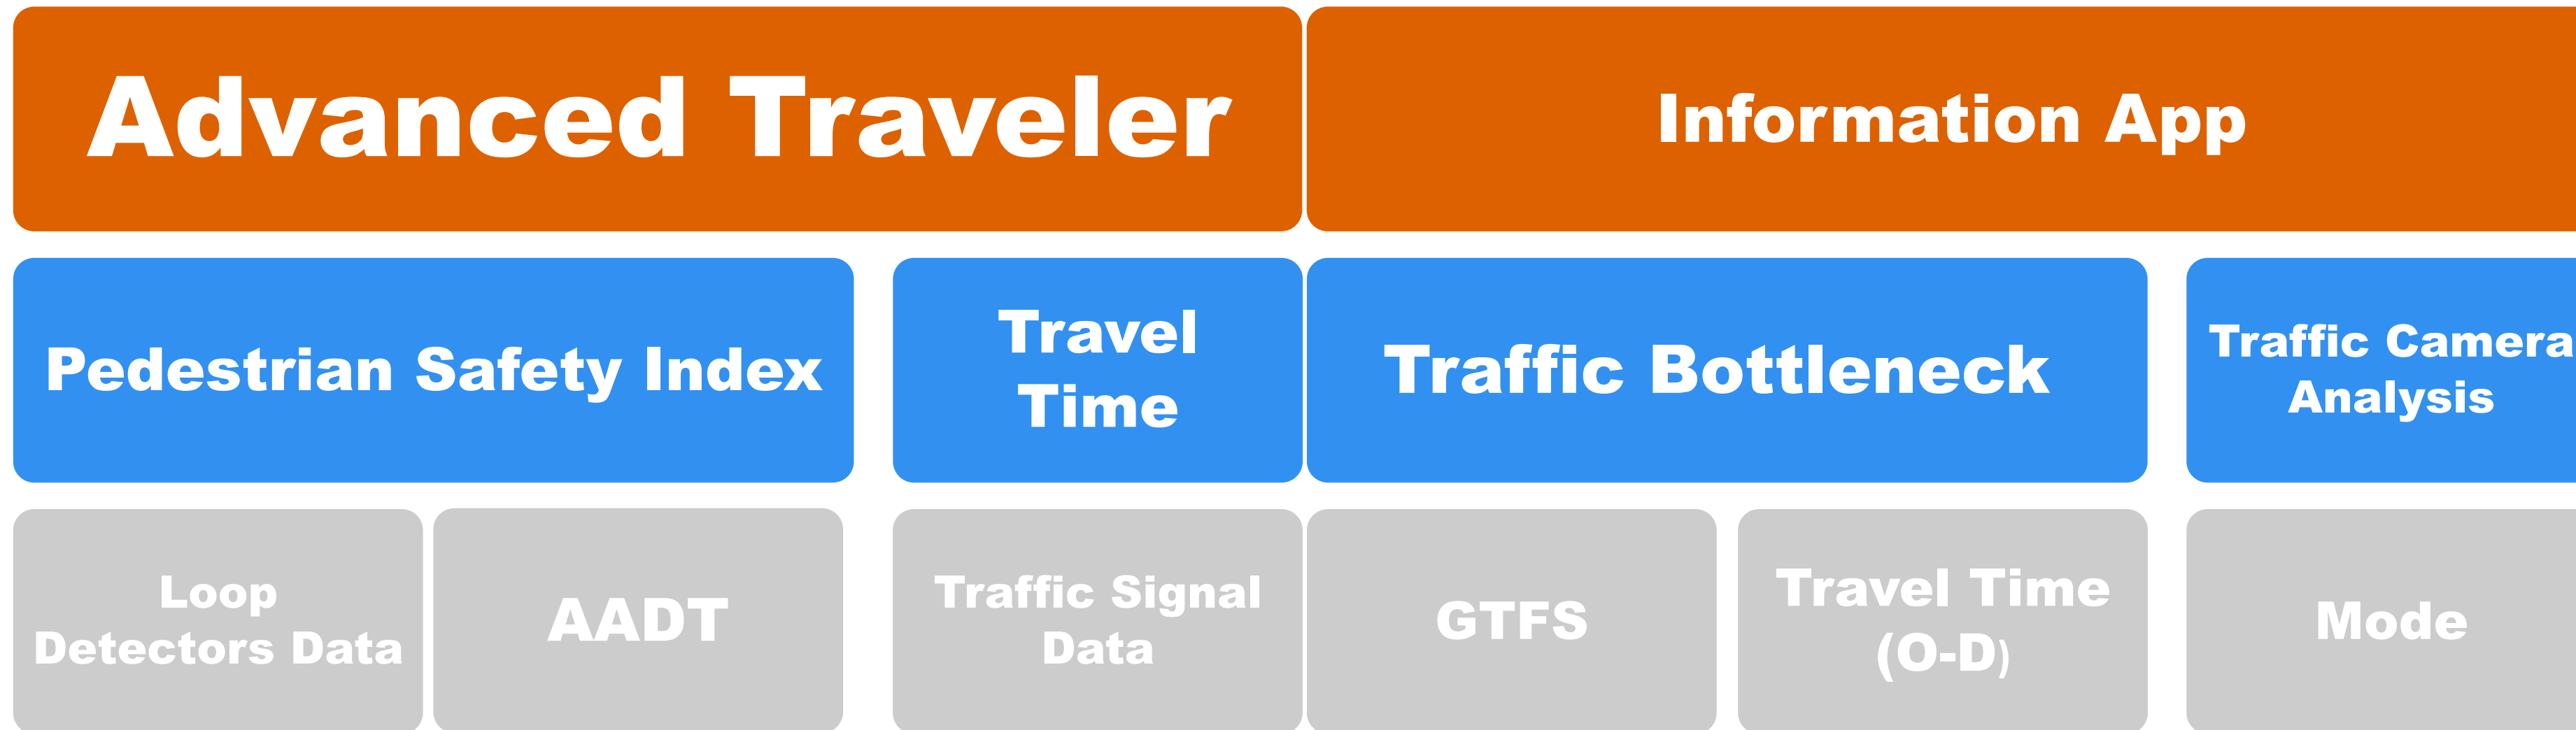 Advanced Traveler
Information App
Pedestrian Safety Index
Travel
Time
Traffic Bottleneck
Traffic Camera
Analysis
Loop
Detectors Data
AADT
Traffic Signal
Data
GTFS
Travel Time
(O-D)
Mode